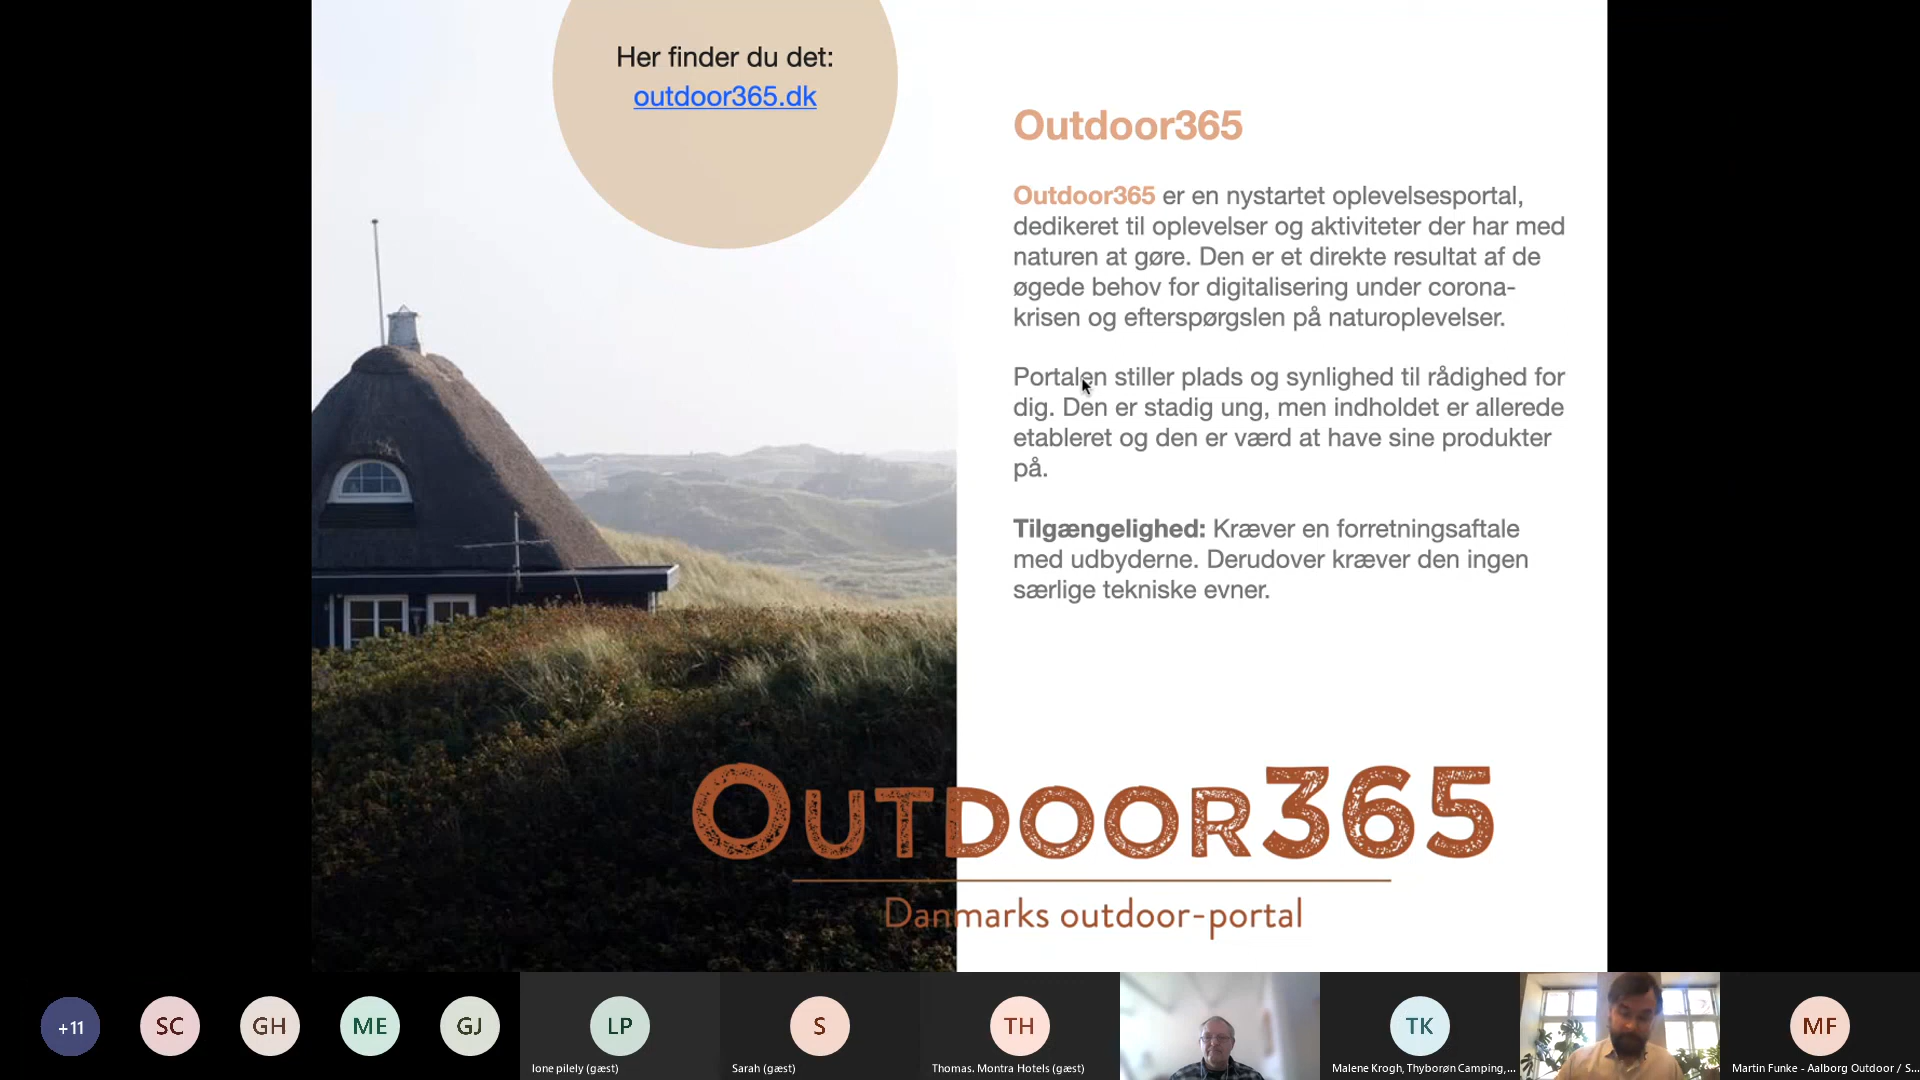 Her finder du det:
outdoor365.dk
Outdoor365
Outdoor365 er en nystartet oplevelsesportal,
dedikeret til oplevelser og aktiviteter der har med
naturen at gøre. Den er et direkte resultat af de
øgede behov for digitalisering under corona-
krisen og efterspørgslen på naturoplevelser.
Portalen stiller plads og synlighed til rådighed for
dig. Den er stadig ung, men indholdet er allerede
etableret og den er værd at have sine produkter
på.
Tilgængelighed: Kræver en forretningsaftale
med udbyderne. Derudover kræver den ingen
særlige tekniske evner.
OUTDOOR365
Danmarks outdoor-portal
+11
SC
GH
ME
GJ
LP
S
TH
TK
MF
lone pilely (gæst)
Sarah (gæst)
Thomas. Montra Hotels (gæst)
Malene Krogh, Thyborøn Camping,...
Martin Funke - Aalborg Outdoor / S...